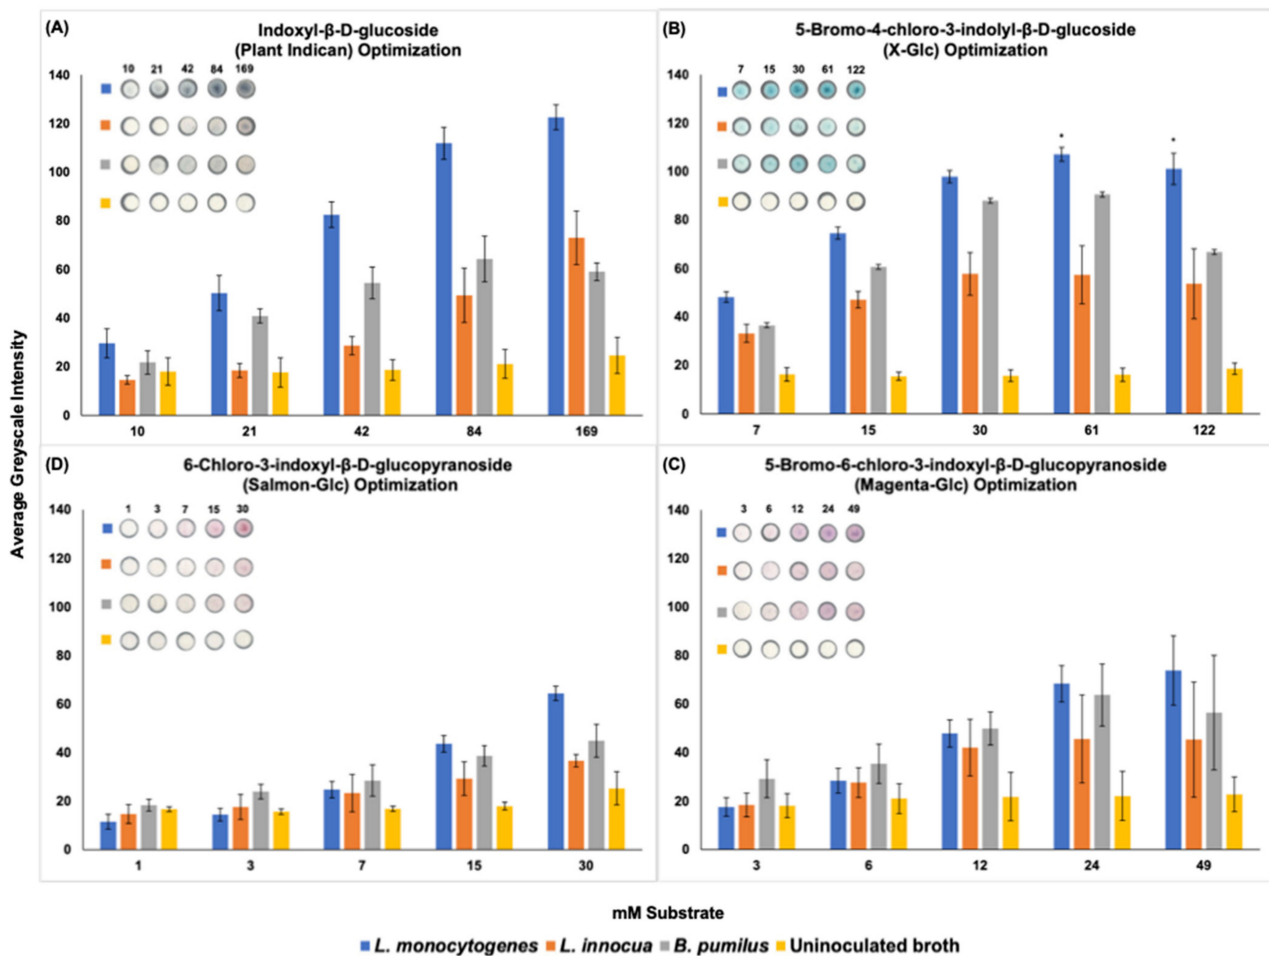 (A)
Indoxyl-β-D-glucoside
(Plant Indican) Optimization
140
120
100
80
60
40
20
0
10 21 42 84 169
10 21 42 84 169
(B)
5-Bromo-4-chloro-3-indolyl-β-D-glucoside
(X-Glc) Optimization
140
120
100
80
60
40
20
0
7 15 30 61 122
* *
7 15 30 61 122
Average Greyscale Intensity
(D)
6-Chloro-3-indoxyl-β-D-glucopyranoside
(Salmon-Glc) Optimization
140
120
100
80
60
40
20
0
1 3 7 15 30
1 3 7 15 30
(C)
5-Bromo-6-chloro-3-indoxyl-β-D-glucopyranoside
(Magenta-Glc) Optimization
140
120
100
80
60
40
20
0
3 6 12 24 49
3 6 12 24 49
mM Substrate
L. monocytogenes L. innocua B. pumilus Uninoculated broth